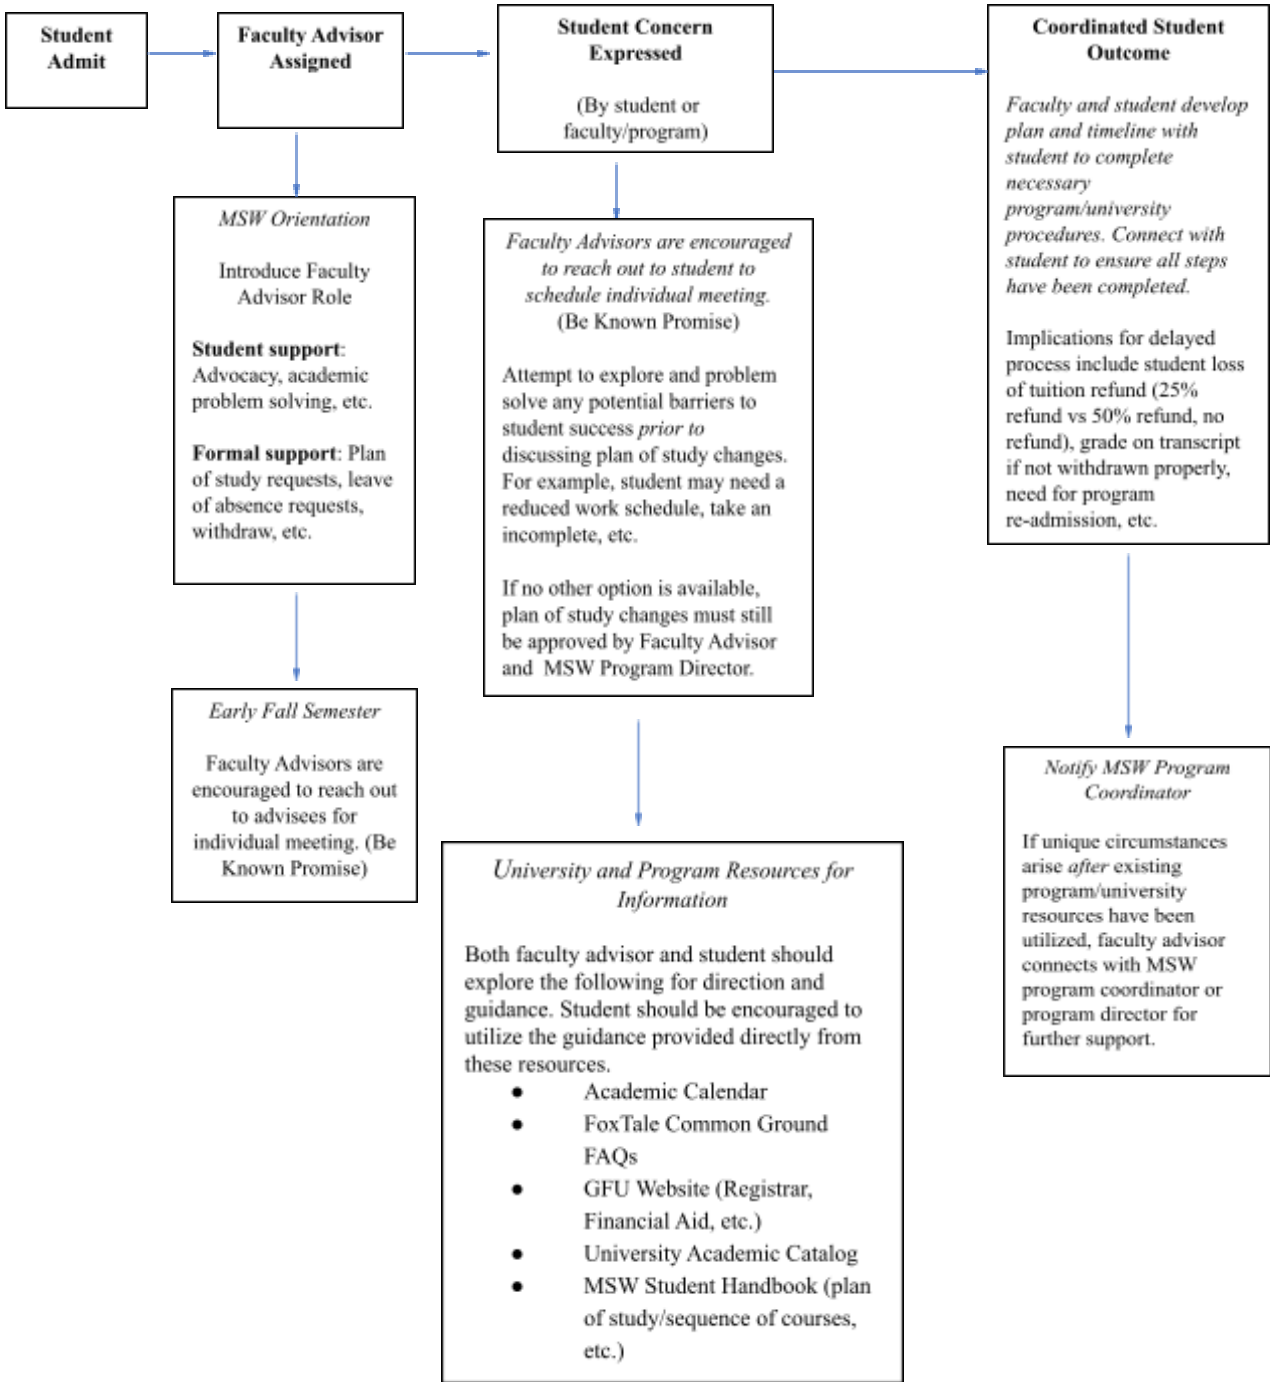 Student
Admit
Faculty Advisor
Assigned
Student Concern
Expressed
(By student or
faculty/program)
Coordinated Student
Outcome
Faculty and student develop
plan and timeline with
student to complete
necessary
program/university
procedures. Connect with
student to ensure all steps
have been completed.
Implications for delayed
process include student loss
of tuition refund (25%
refund vs 50% refund, no
refund), grade on transcript
if not withdrawn properly,
need for program
re-admission, etc.
MSW Orientation
Introduce Faculty
Advisor Role
Student support:
Advocacy, academic
problem solving, etc.
Formal support: Plan
of study requests, leave
of absence requests,
withdraw, etc.
Faculty Advisors are encouraged
to reach out to student to
schedule individual meeting.
(Be Known Promise)
Attempt to explore and problem
solve any potential barriers to
student success prior to
discussing plan of study changes.
For example, student may need a
reduced work schedule, take an
incomplete, etc.
If no other option is available,
plan of study changes must still
be approved by Faculty Advisor
and MSW Program Director.
Early Fall Semester
Faculty Advisors are
encouraged to reach out
to advisees for
individual meeting. (Be
Known Promise)
University and Program Resources for
Information
Both faculty advisor and student should
explore the following for direction and
guidance. Student should be encouraged to
utilize the guidance provided directly from
these resources.
● Academic Calendar
● FoxTale Common Ground
FAQs
● GFU Website (Registrar,
Financial Aid, etc.)
● University Academic Catalog
● MSW Student Handbook (plan
of study/sequence of courses,
etc.)
Notify MSW Program
Coordinator
If unique circumstances
arise after existing
program/university
resources have been
utilized, faculty advisor
connects with MSW
program coordinator or
program director for
further support.